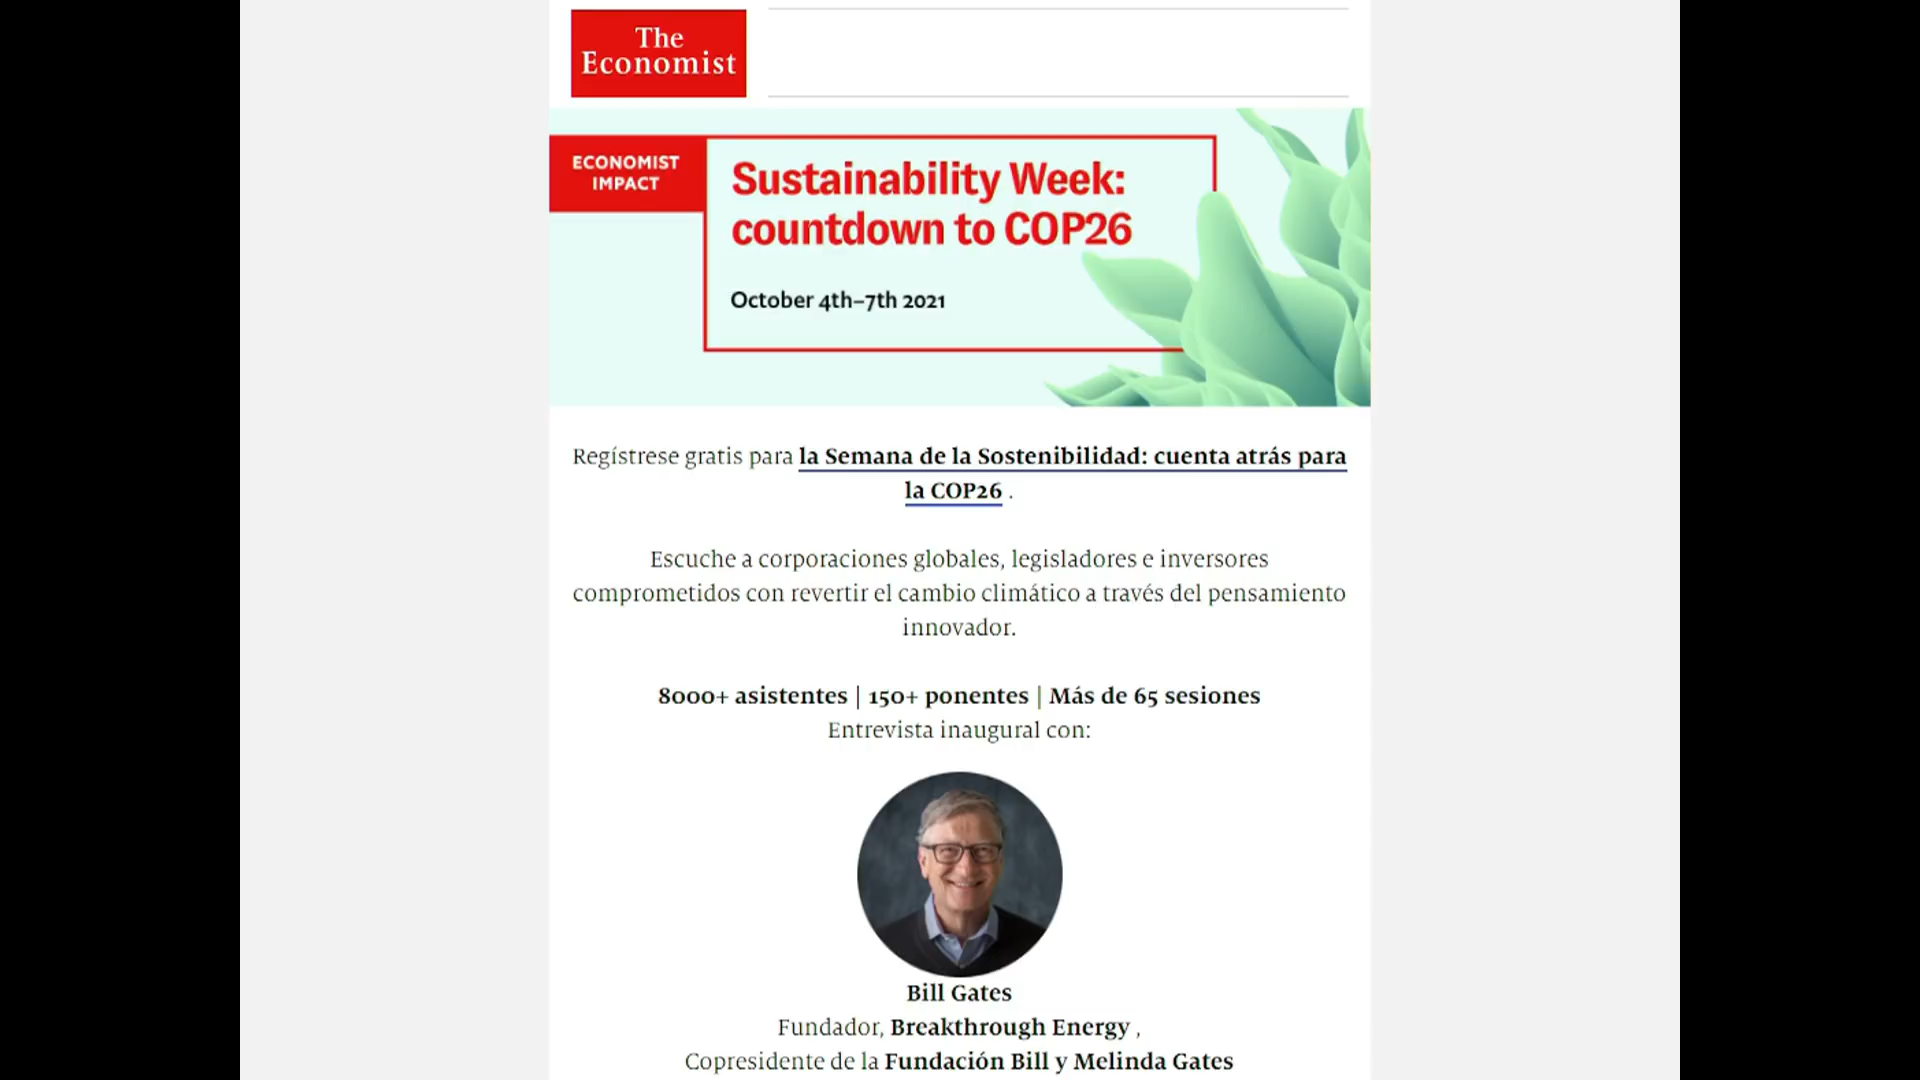 The
Economist
ECONOMIST
IMPACT
Sustainability Week:
countdown to COP26
October 4th–7th 2021
Regístrese gratis para la Semana de la Sostenibilidad: cuenta atrás para
la COP26 .
Escuche a corporaciones globales, legisladores e inversores
comprometidos con revertir el cambio climático a través del pensamiento
innovador.
8000+ asistentes | 150+ ponentes | Más de 65 sesiones
Entrevista inaugural con:
Bill Gates
Fundador, Breakthrough Energy ,
Copresidente de la Fundación Bill y Melinda Gates